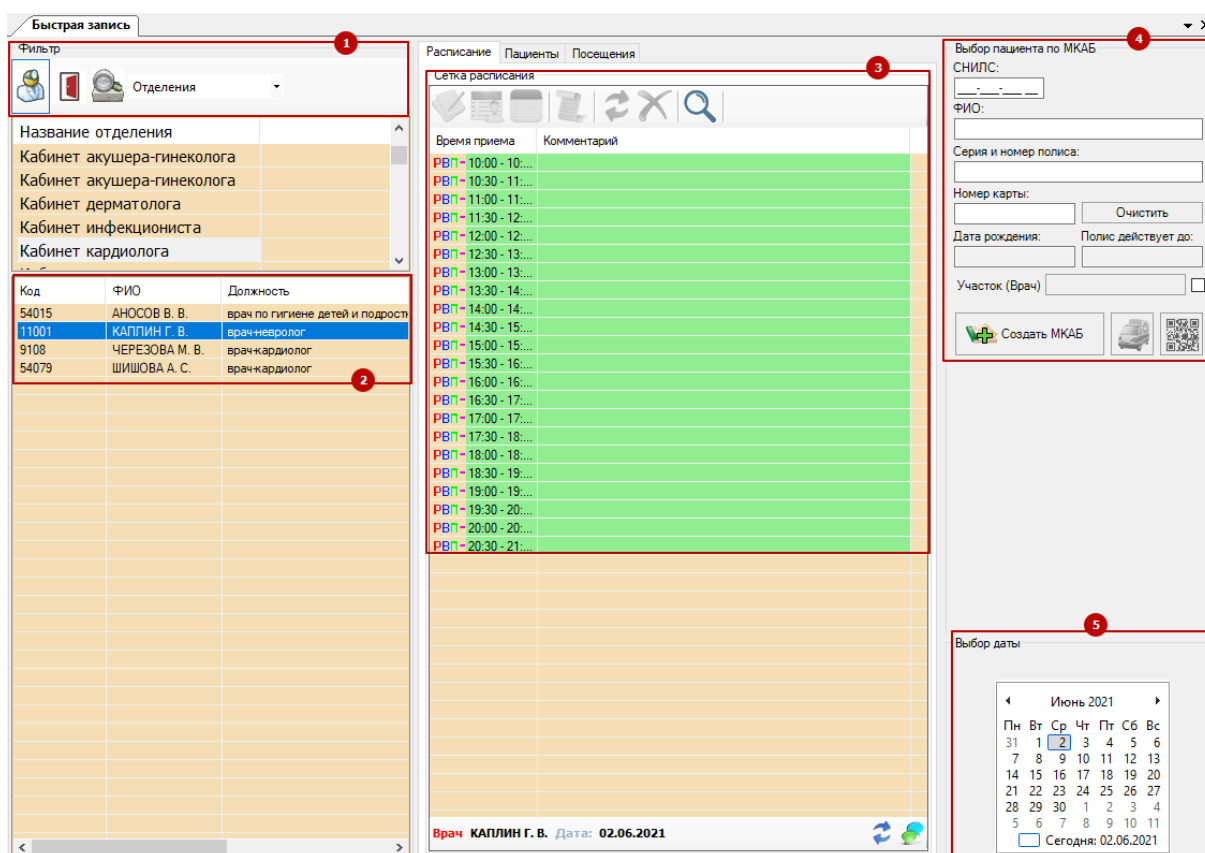 Быстрая запись
Фильтр
1
Отделения
Название отделения
Кабинет акушера-гинеколога
Кабинет акушера-гинеколога
Кабинет дерматолога
Кабинет инфекциониста
Кабинет кардиолога
Код ФИО Должность
54015 АНОСОВ В. В. врач по гигиене детей и подростк
11001 КАПЛИН Г. В. врач-невролог
9108 ЧЕРЕЗОВА М. В. врач-кардиолог
54079 ШИШОВА А. С. врач-кардиолог
2
Расписание Пациенты Посещения
3
Сетка расписания
Время приема Комментарий
РВП- 10:00 - 10:...
РВП- 10:30 - 11:...
РВП- 11:00 - 11:...
РВП- 11:30 - 12:...
РВП- 12:00 - 12:...
РВП- 12:30 - 13:...
РВП- 13:00 - 13:...
РВП- 13:30 - 14:...
РВП- 14:00 - 14:...
РВП- 14:30 - 15:...
РВП- 15:00 - 15:...
РВП- 15:30 - 16:...
РВП- 16:00 - 16:...
РВП- 16:30 - 17:...
РВП- 17:00 - 17:...
РВП- 17:30 - 18:...
РВП- 18:00 - 18:...
РВП- 18:30 - 19:...
РВП- 19:00 - 19:...
РВП- 19:30 - 20:...
РВП- 20:00 - 20:...
РВП- 20:30 - 21:...
Врач КАПЛИН Г. В. Дата: 02.06.2021
4
Выбор пациента по МКАБ
СНИЛС:
___-___-___ __
ФИО:
Серия и номер полиса:
Номер карты:
Очистить
Дата рождения: Полис действует до:
Участок (Врач)
Создать МКАБ
5
Выбор даты
Июнь 2021
Пн Вт Ср Чт Пт Сб Вс
31 1 2 3 4 5 6
7 8 9 10 11 12 13
14 15 16 17 18 19 20
21 22 23 24 25 26 27
28 29 30 1 2 3 4
5 6 7 8 9 10 11
Сегодня: 02.06.2021